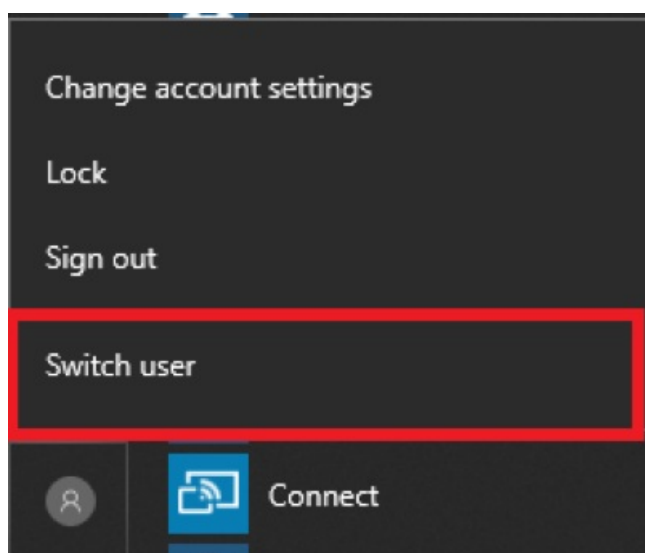 Change account settings
Lock
Sign out
Switch user
Connect